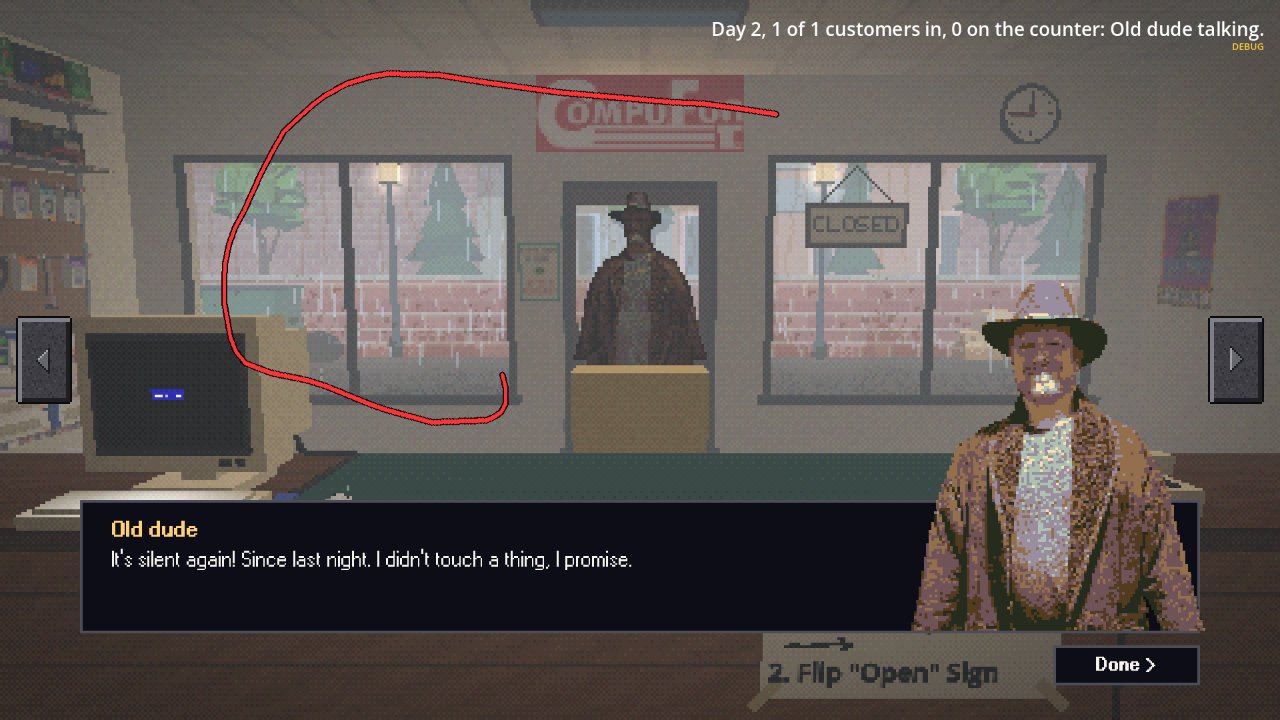 Day 2, 1 of 1 customers in, 0 on the counter: Old dude talking.
DEBUG
COMPUFONT
CLOSED
Old dude
It's silent again! Since last night. I didn't touch a thing, I promise.
2. Flip "Open" Sign
Done >